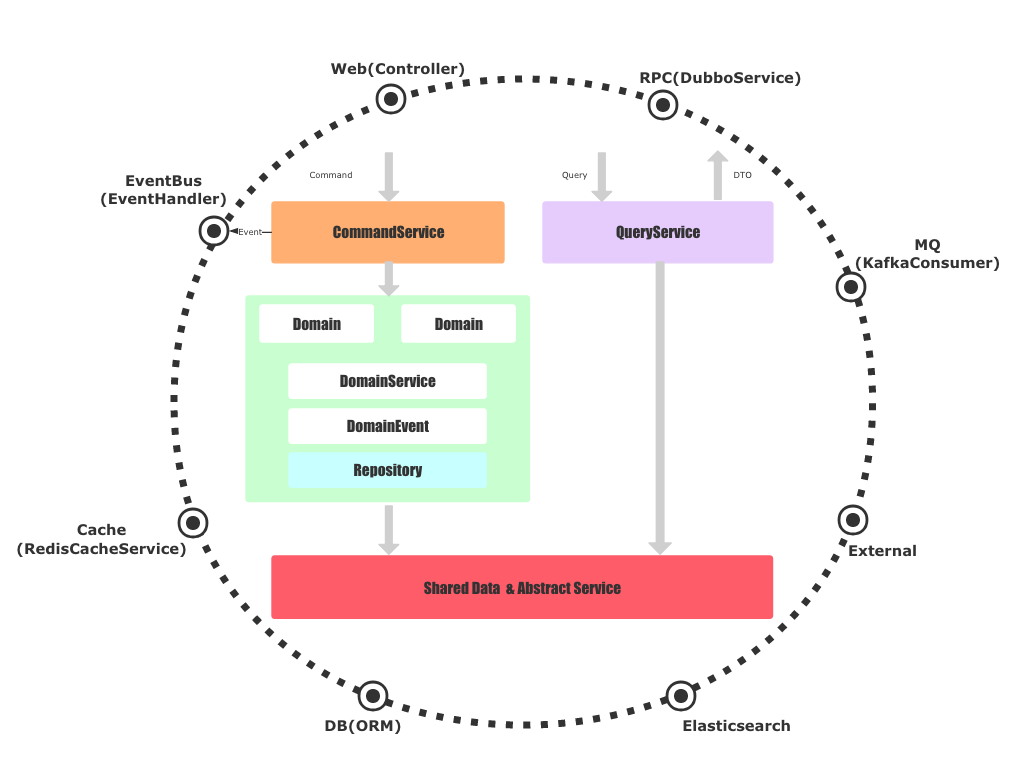 Web(Controller)
RPC(DubboService)
EventBus
(EventHandler)
Command
Query
DTO
Event
CommandService
QueryService
MQ
(KafkaConsumer)
Domain
Domain
DomainService
DomainEvent
Repository
Cache
(RedisCacheService)
External
Shared Data & Abstract Service
DB(ORM)
Elasticsearch